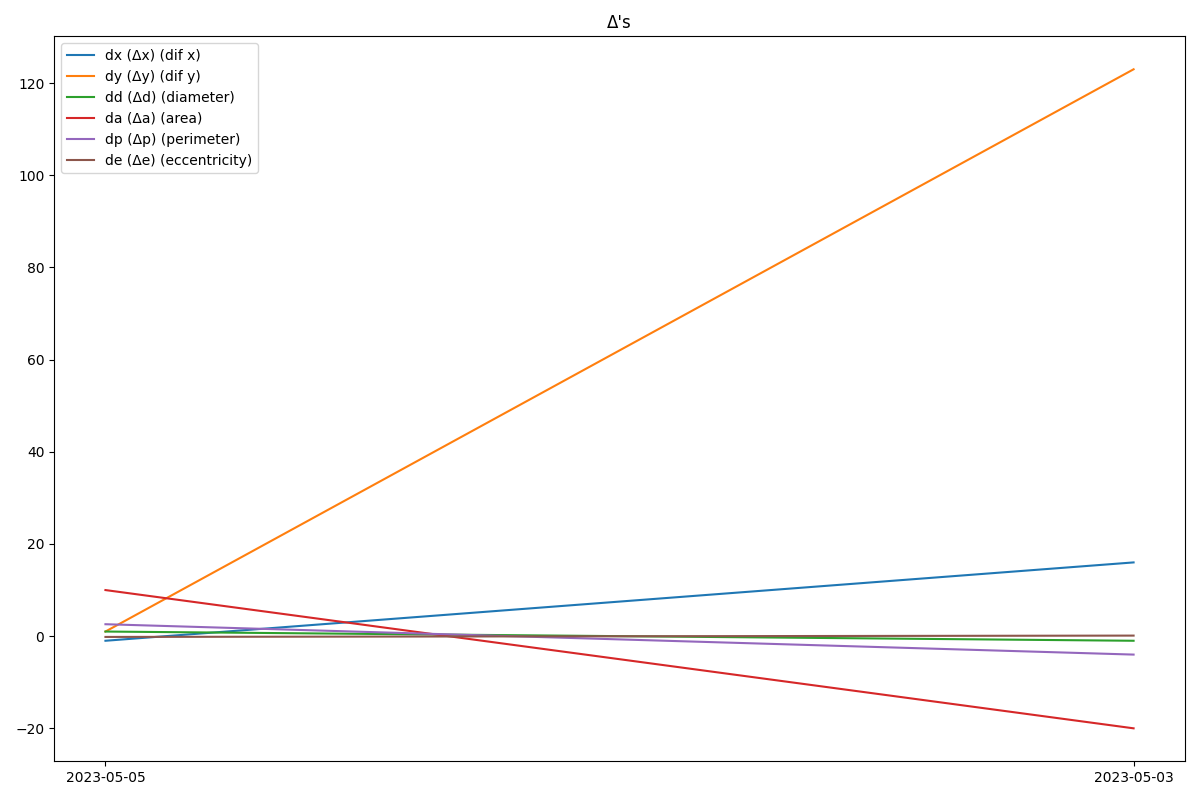 Δ's
dx (Δx) (dif x)
dy (Δy) (dif y)
dd (Δd) (diameter)
da (Δa) (area)
dp (Δp) (perimeter)
de (Δe) (eccentricity)
120
100
80
60
40
20
0
−20
2023-05-05
2023-05-03